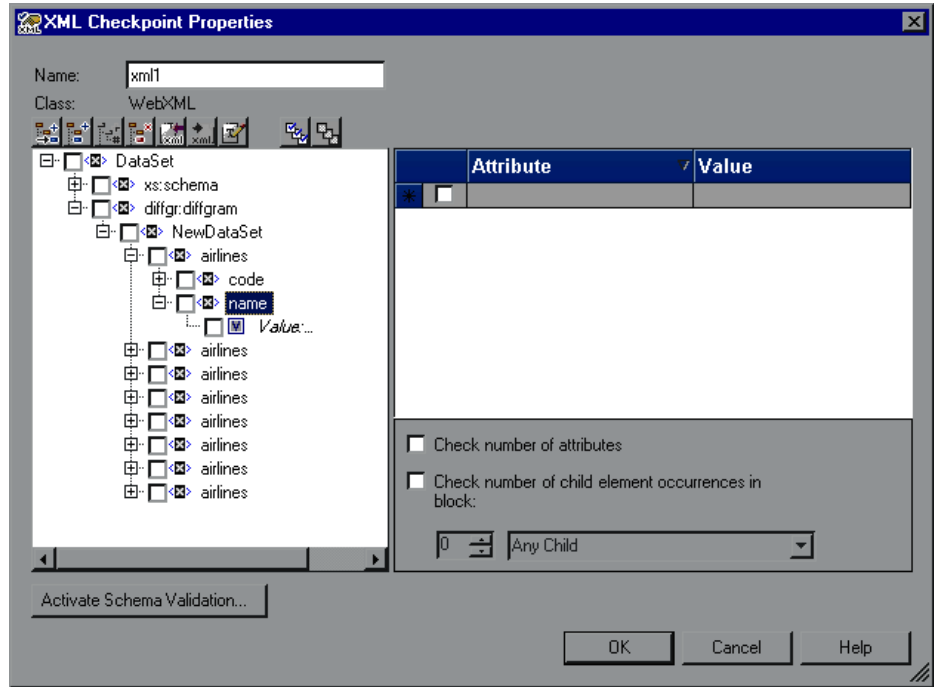 XML Checkpoint Properties
Name: xml1
Class: WebXML
DataSet
xs:schema
diffgr:diffgram
NewDataSet
airlines
code
name
Value:...
airlines
airlines
airlines
airlines
airlines
airlines
airlines
Attribute Value
Check number of attributes
Check number of child element occurrences in
block:
0 Any Child
Activate Schema Validation...
OK Cancel Help